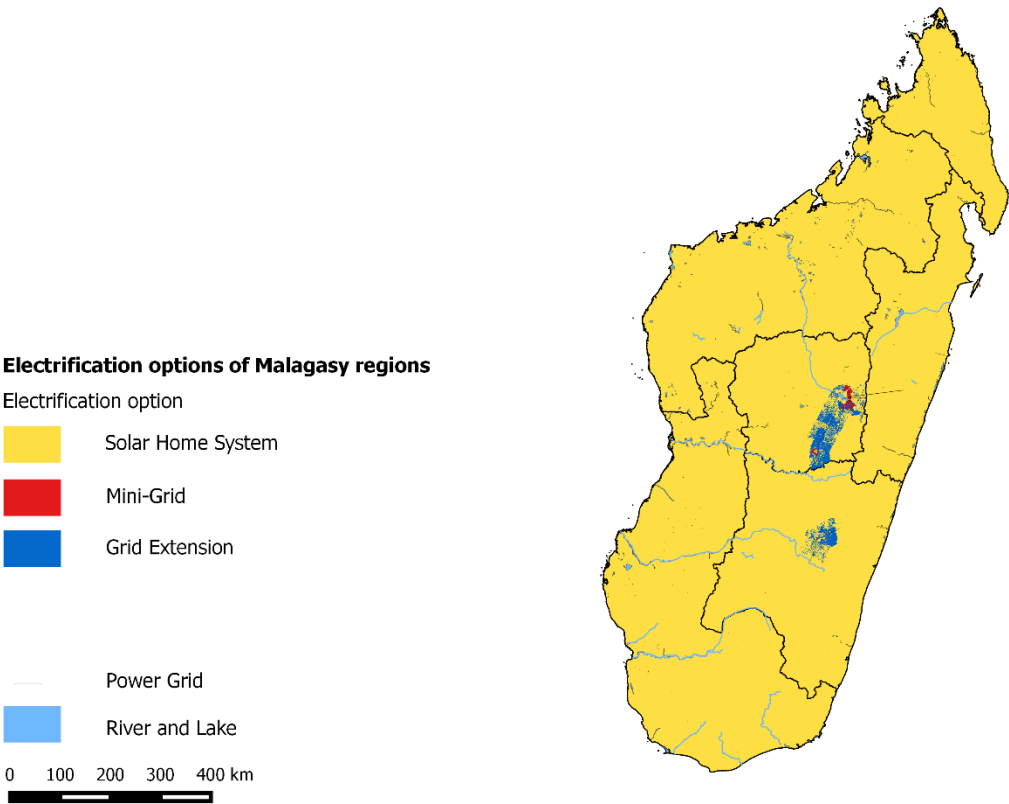 Electrification options of Malagasy regions
Electrification option
Solar Home System
Mini-Grid
Grid Extension
Power Grid
River and Lake
0 100 200 300 400 km